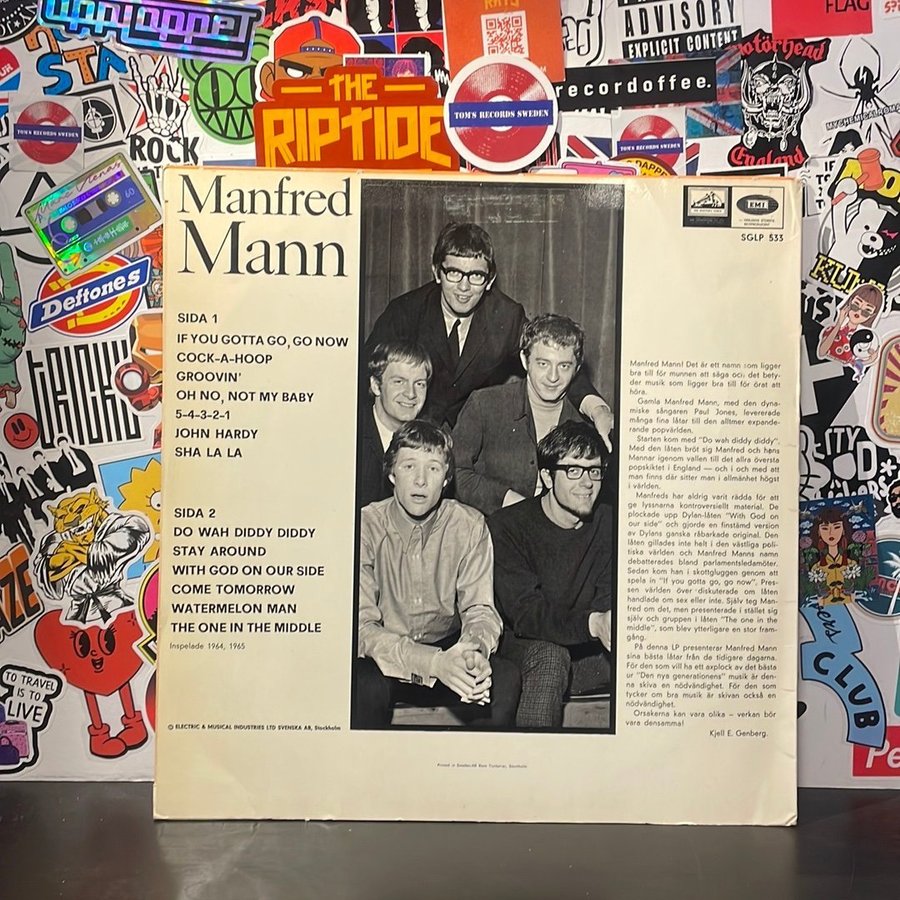 STA
THE
RIPTIDE
TOM'S RECORDS SWEDEN
ADVISORY
EXPLICIT CONTENT
FLAG
recordoffee.
Motörhead
England
TOM'S RECORDS SWEDEN
TOM'S RECORDS SWEDEN
ROCK
Deftones
TO TRAVEL
IS TO
LIVE
CITY
CLUB
Manfred
Mann
EMI
SGLP 533
SIDA 1
IF YOU GOTTA GO, GO NOW
COCK-A-HOOP
GROOVIN'
OH NO, NOT MY BABY
5-4-3-2-1
JOHN HARDY
SHA LA LA
SIDA 2
DO WAH DIDDY DIDDY
STAY AROUND
WITH GOD ON OUR SIDE
COME TOMORROW
WATERMELON MAN
THE ONE IN THE MIDDLE
Inspelade 1964, 1965
© ELECTRIC & MUSICAL INDUSTRIES LTD SVENSKA AB, Stockholm
Manfred Mann! Det är ett namn som ligger
bra till för munnen att säga och det bety-
der musik som ligger bra till för örat att
höra.
Gamla Manfred Mann, med den dyna-
miske sångaren Paul Jones, levererade
många fina låtar till den alltmer expande-
rande popvärlden.
Starten kom med "Do wah diddy diddy".
Med den låten bröt sig Manfred och hans
Mannar igenom vallen till det allra översta
popskiktet i England — och i och med att
man finns där sitter man i allmänhet högst
i världen.
Manfreds har aldrig varit rädda för att
ge lyssnarna kontroversiellt material. De
plockade upp Dylan-låten "With God on
our side" och gjorde en finstämd version
av Dylans ganska råbarkade original. Den
låten gillades inte helt i den västliga poli-
tiska världen och Manfred Manns namn
debatterades bland parlamentsledamöter.
Sedan kom han i skottgluggen genom att
spela in "If you gotta go, go now". Pres-
sen världen över diskuterade om låten
handlade om sex eller inte. Själv teg Man-
fred om det, men presenterade i stället sig
själv och gruppen i låten "The one in the
middle", som blev ytterligare en stor fram-
gång.
På denna LP presenterar Manfred Mann
sina bästa låtar från de tidigare dagarna.
För den som vill ha ett axplock av det bästa
ur "Den nya generationens" musik är den-
na skiva en nödvändighet. För den som
tycker om bra musik är skivan också en
nödvändighet.
Orsakerna kan vara olika – verkan bör
vara densamma!
Kjell E. Genberg.